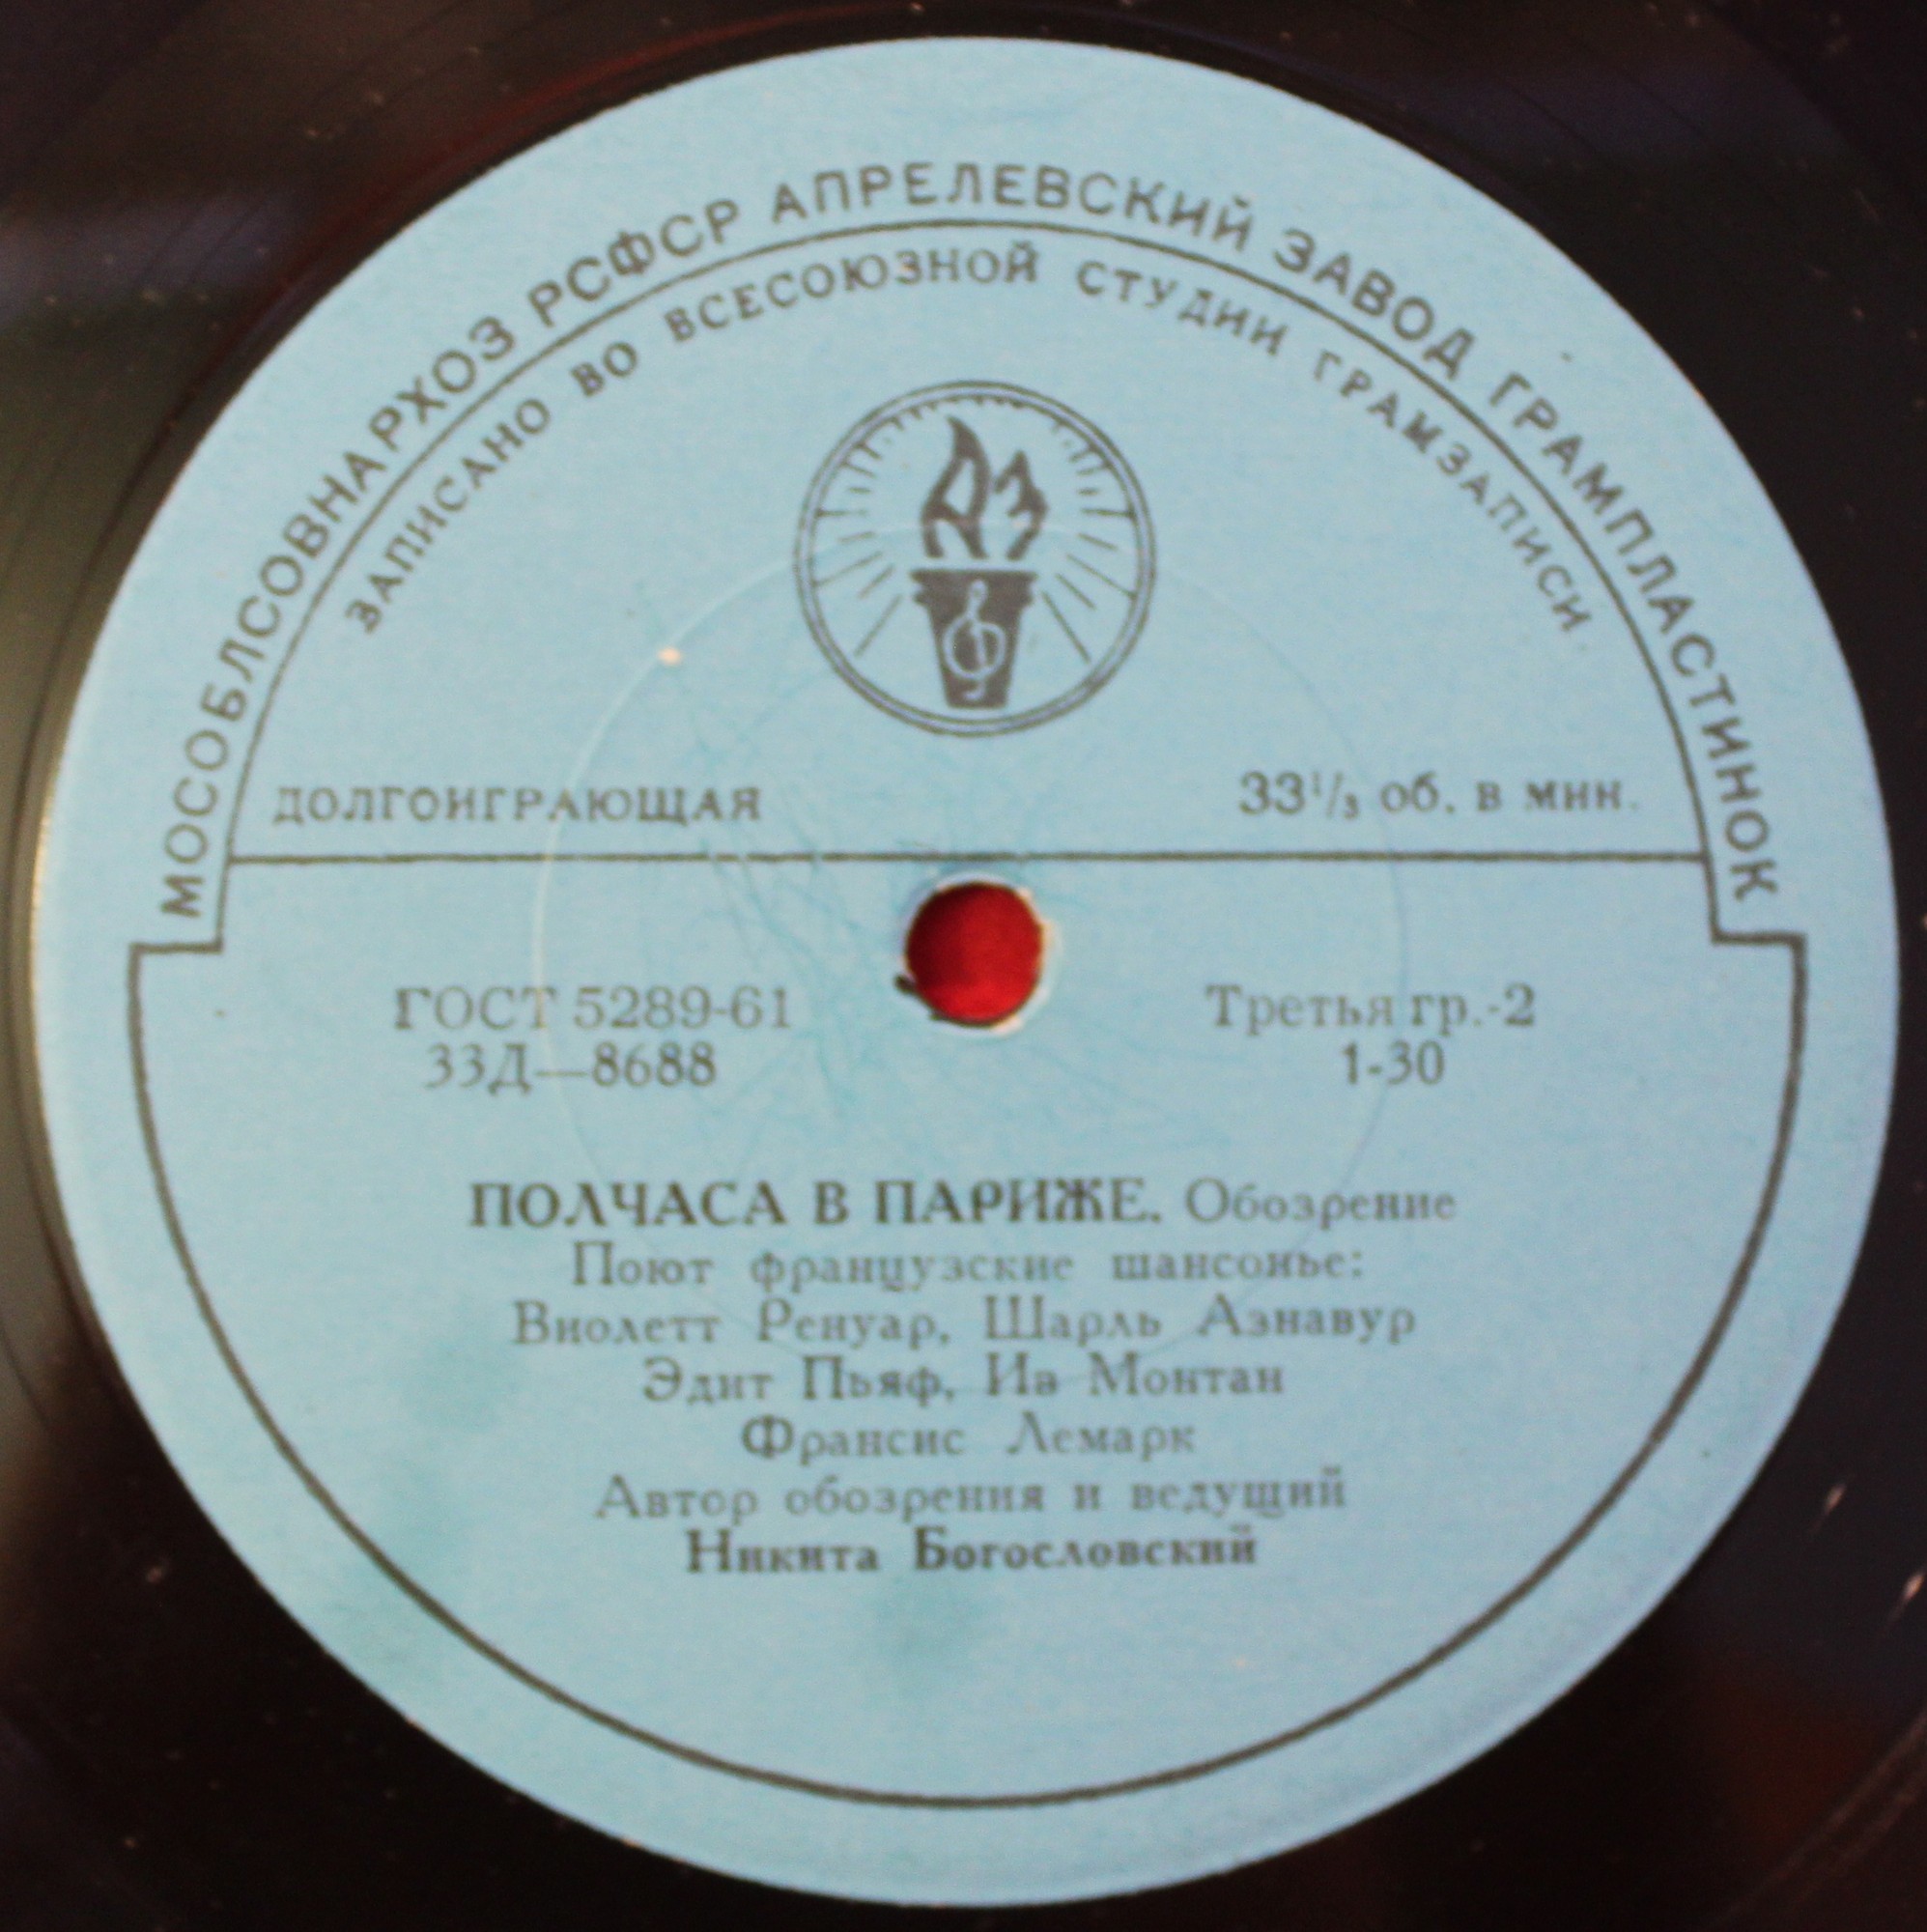 МОСОБЛСОВНАРХОЗ РСФСР АПРЕЛЕВСКИЙ ЗАВОД ГРАМПЛАСТИНОК
ЗАПИСАНО ВО ВСЕСОЮЗНОЙ СТУДИИ ГРАМЗАПИСИ
АЗ
ДОЛГОИГРАЮЩАЯ 33⅓ об. в мин.
ГОСТ 5289-61 Третья гр.-2
33Д—8688 1-30
ПОЛЧАСА В ПАРИЖЕ. Обозрение
Поют французские шансонье:
Виолетт Ренуар, Шарль Азнавур
Эдит Пьяф, Ив Монтан
Франсис Лемарк
Автор обозрения и ведущий
Никита Богословский